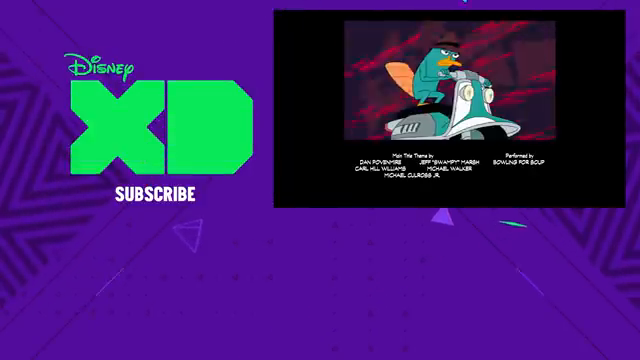 Disney
XD
SUBSCRIBE
Main Title Theme by
DAN POVENMIRE JEFF "SWAMPY" MARSH
CARL HILL WILLIAMS MICHAEL WALKER
MICHAEL CULROSS JR.
Performed by
BOWLING FOR SOUP